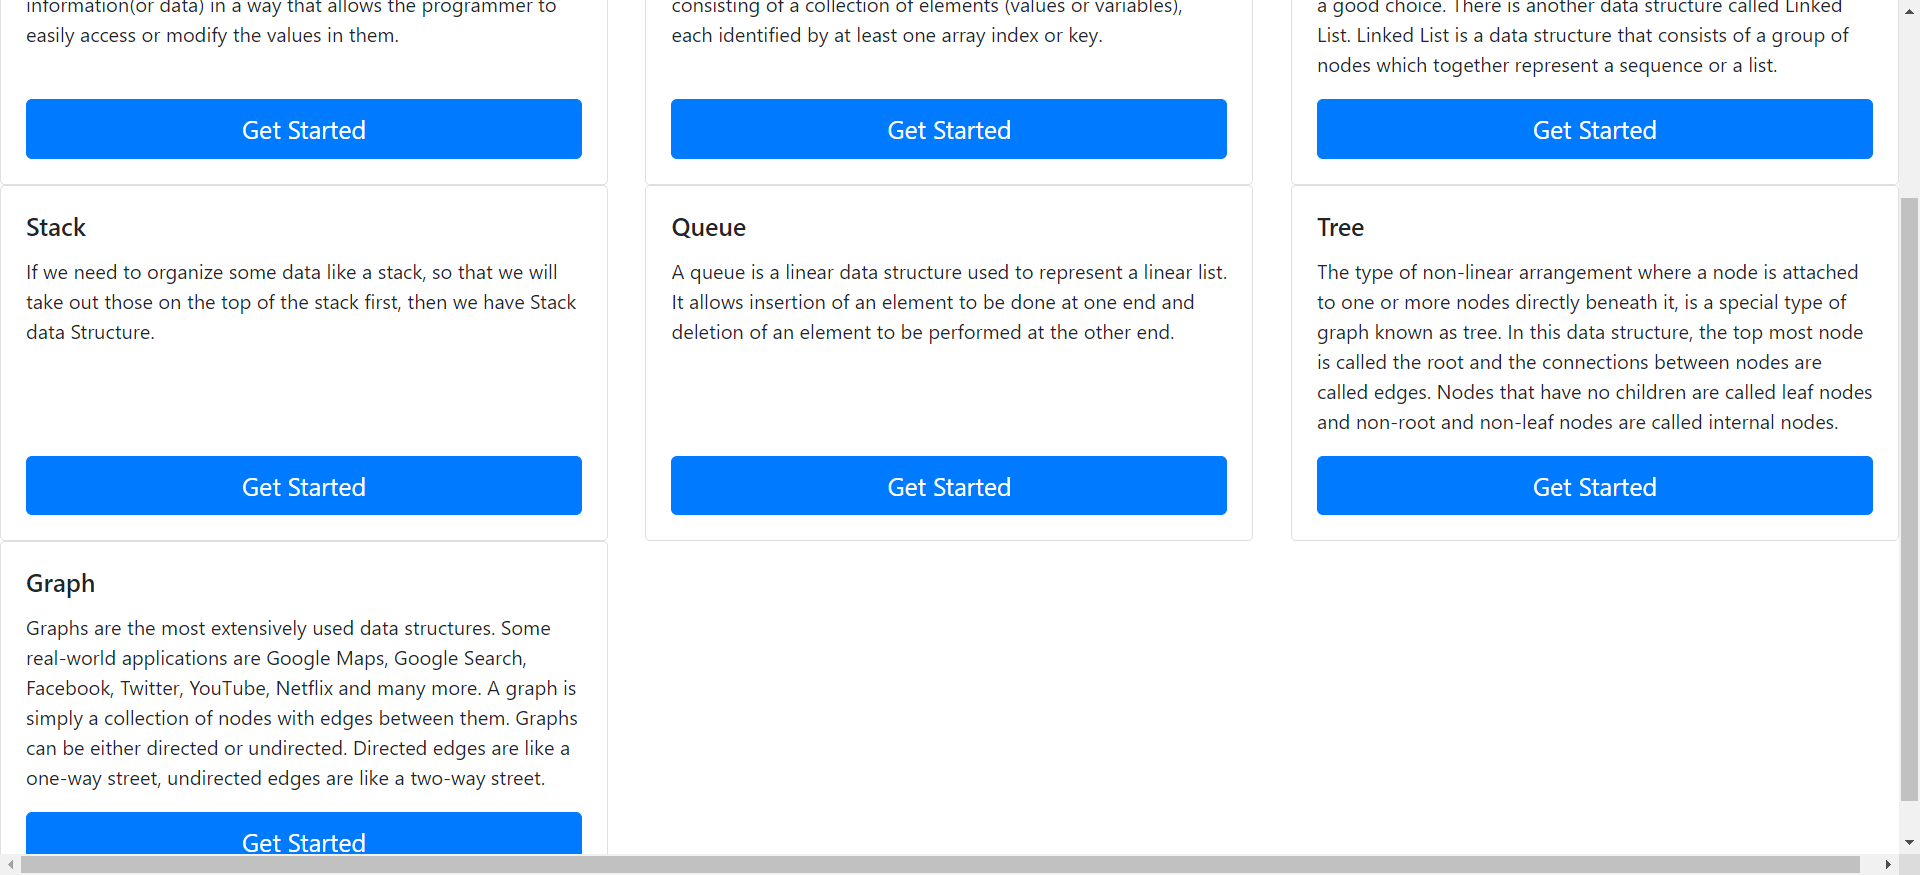 information(or data) in a way that allows the programmer to
easily access or modify the values in them.
Get Started
consisting of a collection of elements (values or variables),
each identified by at least one array index or key.
Get Started
a good choice. There is another data structure called Linked
List. Linked List is a data structure that consists of a group of
nodes which together represent a sequence or a list.
Get Started
Stack
If we need to organize some data like a stack, so that we will
take out those on the top of the stack first, then we have Stack
data Structure.
Get Started
Queue
A queue is a linear data structure used to represent a linear list.
It allows insertion of an element to be done at one end and
deletion of an element to be performed at the other end.
Get Started
Tree
The type of non-linear arrangement where a node is attached
to one or more nodes directly beneath it, is a special type of
graph known as tree. In this data structure, the top most node
is called the root and the connections between nodes are
called edges. Nodes that have no children are called leaf nodes
and non-root and non-leaf nodes are called internal nodes.
Get Started
Graph
Graphs are the most extensively used data structures. Some
real-world applications are Google Maps, Google Search,
Facebook, Twitter, YouTube, Netflix and many more. A graph is
simply a collection of nodes with edges between them. Graphs
can be either directed or undirected. Directed edges are like a
one-way street, undirected edges are like a two-way street.
Get Started